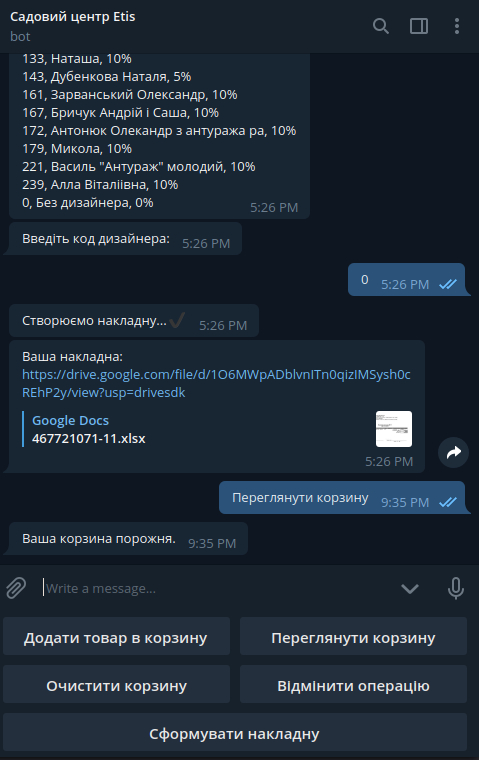 Садовий центр Etis
bot
133, Наташа, 10%
143, Дубенкова Наталя, 5%
161, Зарванський Олександр, 10%
167, Бричук Андрій і Саша, 10%
172, Антонюк Олекандр з антуража ра, 10%
179, Микола, 10%
221, Василь "Антураж" молодий, 10%
239, Алла Віталіівна, 10%
0, Без дизайнера, 0%
5:26 PM
Введіть код дизайнера: 5:26 PM
0 5:26 PM
Створюємо накладну... 5:26 PM
Ваша накладна:
https://drive.google.com/file/d/1O6MWpADblvnITn0qizIMSysh0c
REhP2y/view?usp=drivesdk
Google Docs
467721071-11.xlsx
5:26 PM
Переглянути корзину 9:35 PM
Ваша корзина порожня. 9:35 PM
Write a message...
Додати товар в корзину Переглянути корзину
Очистити корзину Відмінити операцію
Сформувати накладну